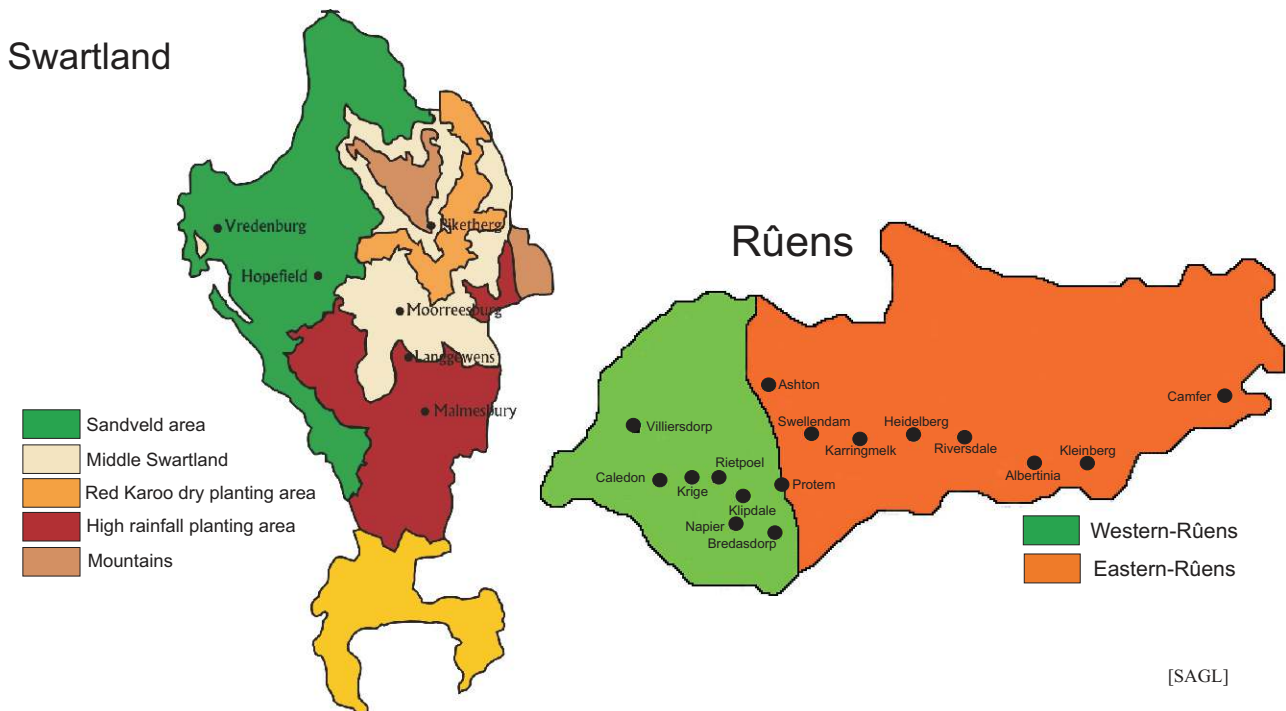 Swartland
Vredenburg
Piketberg
Hopefield
Moorreesburg
Langgewens
Malmesbury
Sandveld area
Middle Swartland
Red Karoo dry planting area
High rainfall planting area
Mountains
Rûens
Ashton
Camfer
Villiersdorp
Swellendam
Heidelberg
Karringmelk
Riversdale
Kleinberg
Albertinia
Rietpoel
Caledon
Krige
Protem
Klipdale
Napier
Bredasdorp
Western-Rûens
Eastern-Rûens
[SAGL]